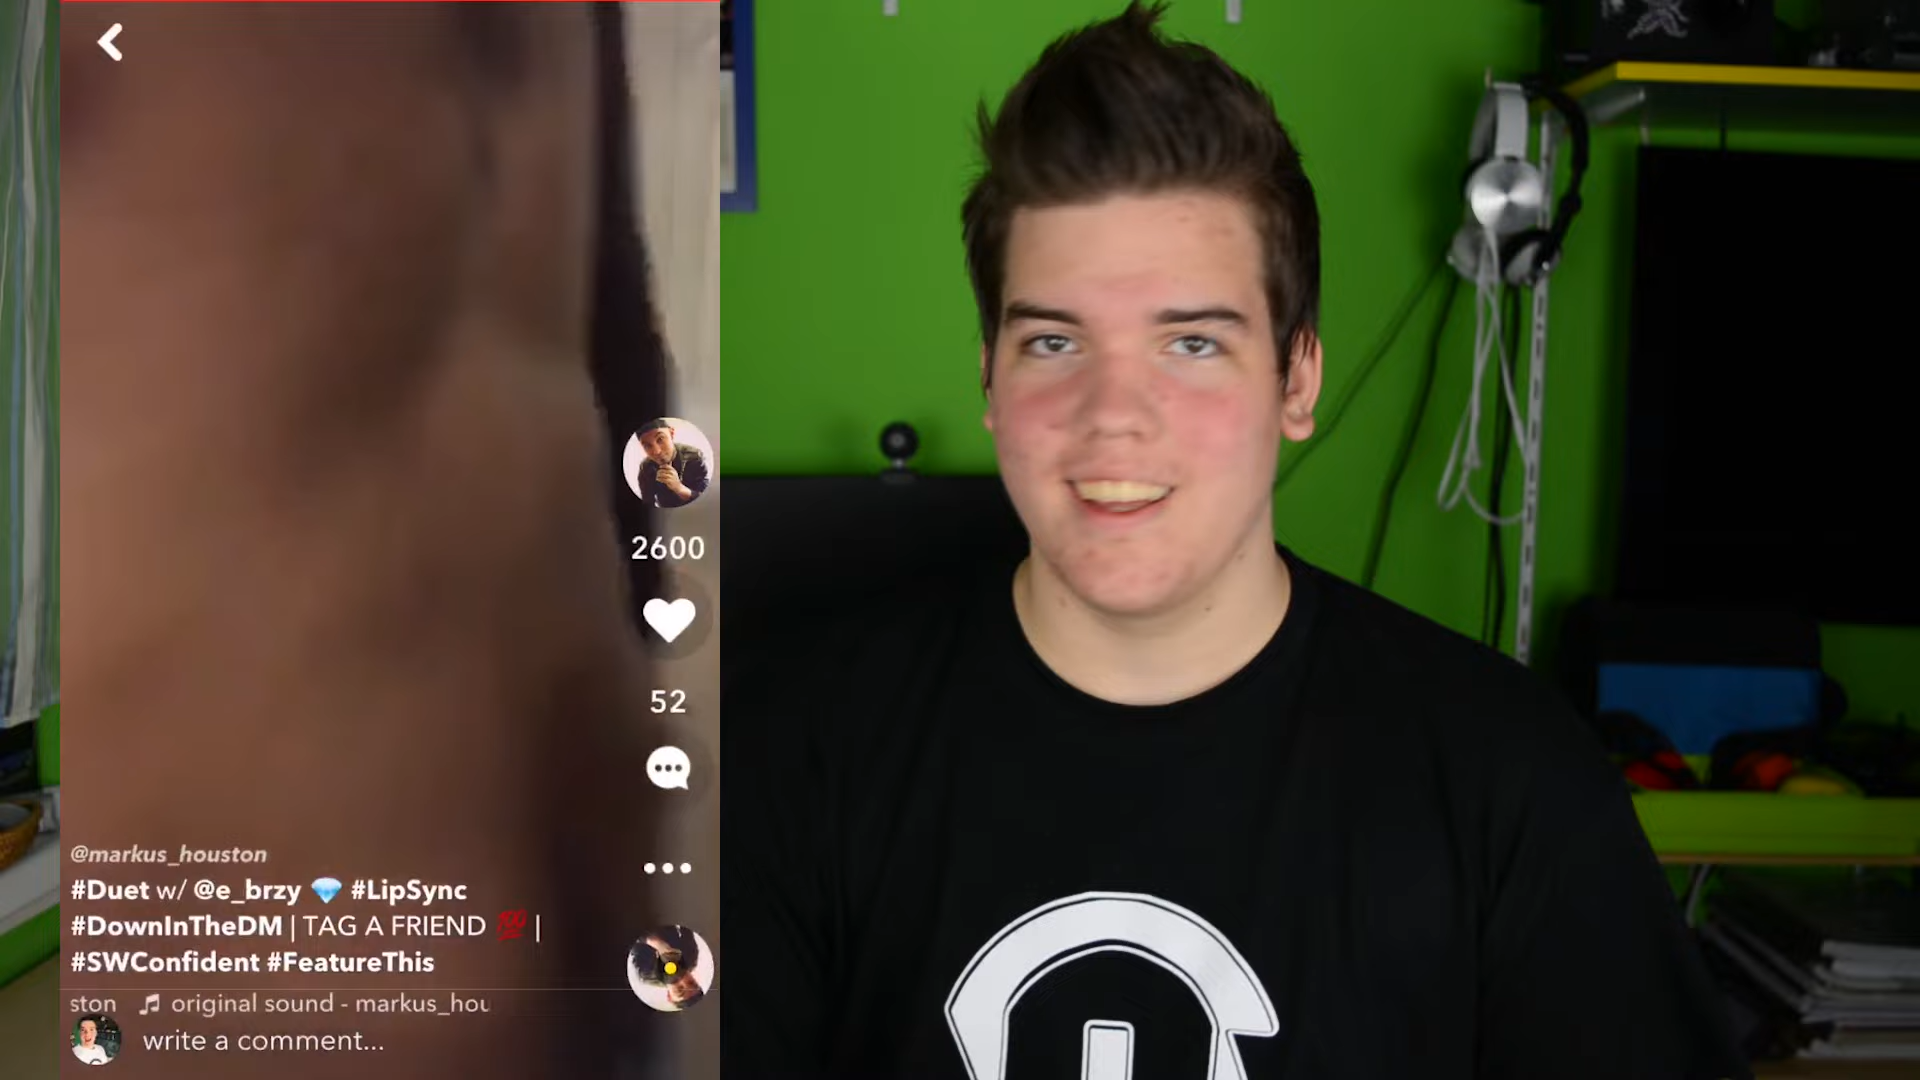 2600
52
@markus_houston
#Duet w/ @e_brzy 💎 #LipSync
#DownInTheDM | TAG A FRIEND 💯 |
#SWConfident #FeatureThis
ston ♫ original sound - markus_hou
write a comment...